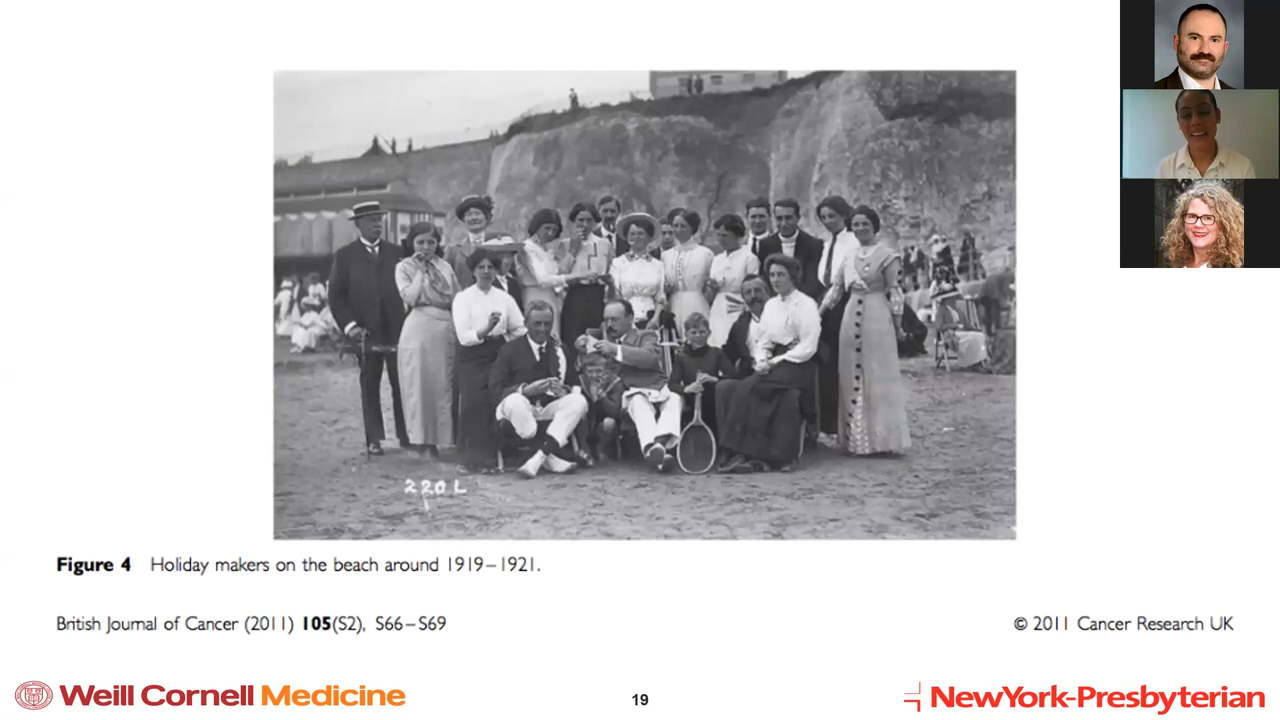 220 L
Figure 4 Holiday makers on the beach around 1919–1921.
British Journal of Cancer (2011) 105(S2), S66–S69
© 2011 Cancer Research UK
Weill Cornell Medicine
19
NewYork-Presbyterian